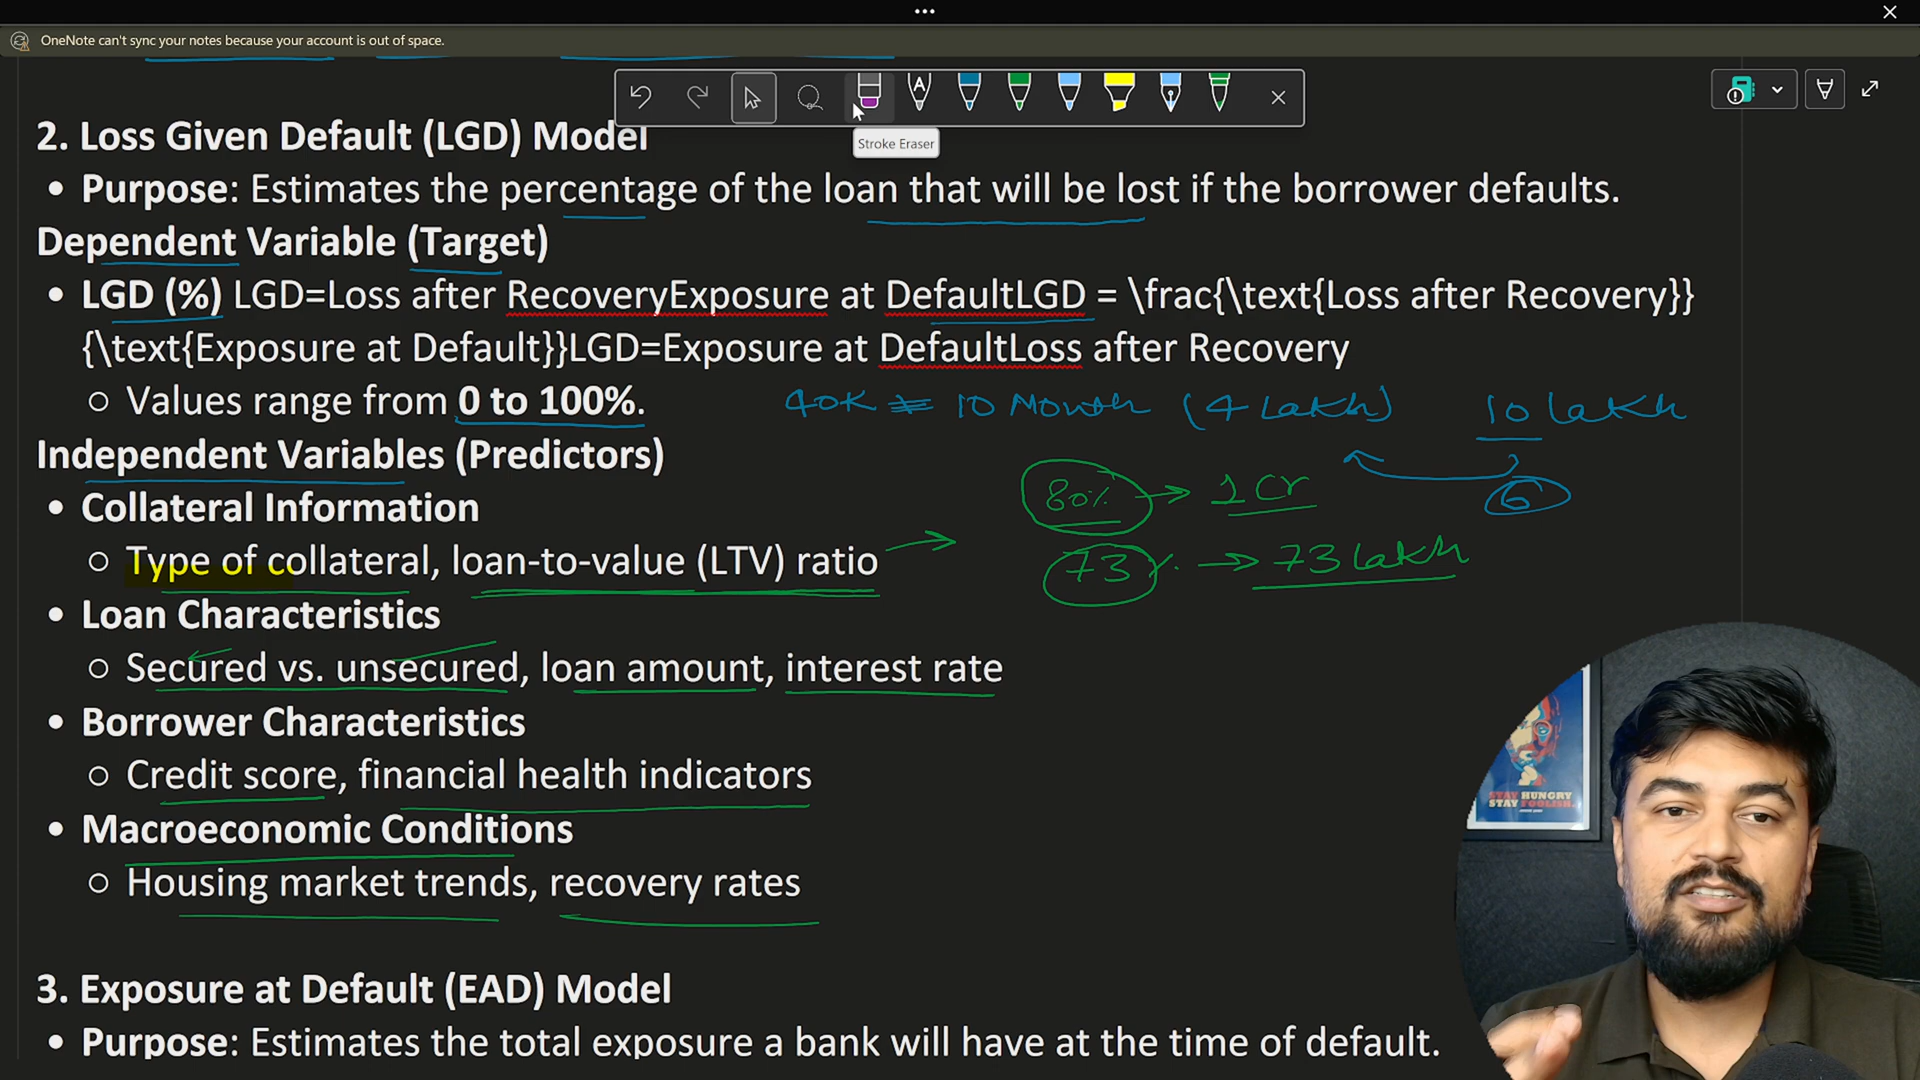 OneNote can't sync your notes because your account is out of space.
Stroke Eraser
2. Loss Given Default (LGD) Model
• Purpose: Estimates the percentage of the loan that will be lost if the borrower defaults.
Dependent Variable (Target)
• LGD (%) LGD=Loss after RecoveryExposure at DefaultLGD = \frac{\text{Loss after Recovery}}
{\text{Exposure at Default}}LGD=Exposure at DefaultLoss after Recovery
○ Values range from 0 to 100%.
40K 10 Month (4 Lakh) 10 Lakh
6
Independent Variables (Predictors)
80% → 1 Cr
• Collateral Information
○ Type of collateral, loan-to-value (LTV) ratio
73% → 73 Lakh
• Loan Characteristics
○ Secured vs. unsecured, loan amount, interest rate
• Borrower Characteristics
○ Credit score, financial health indicators
• Macroeconomic Conditions
○ Housing market trends, recovery rates
3. Exposure at Default (EAD) Model
• Purpose: Estimates the total exposure a bank will have at the time of default.
STAY HUNGRY
STAY FOOLISH.